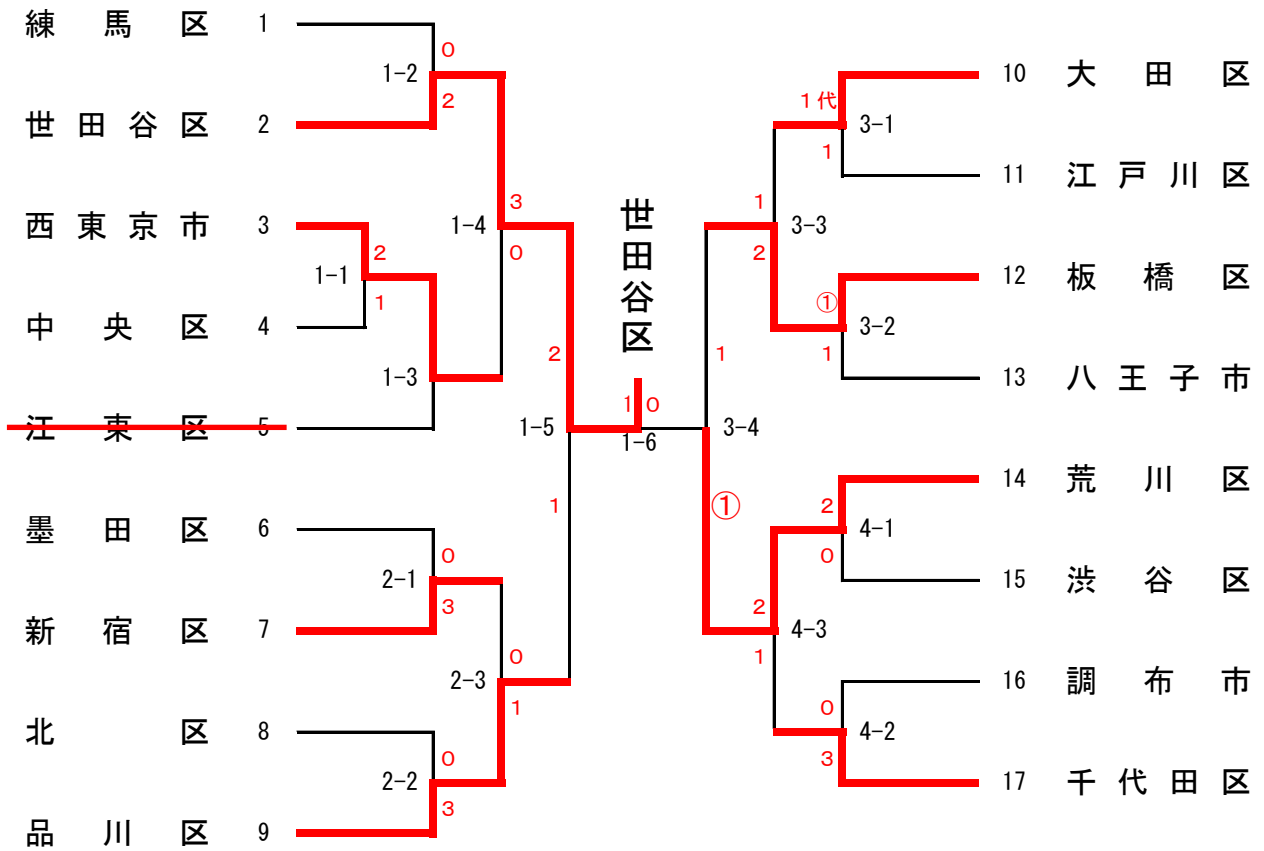 練馬区 1
0
1-2
2
世田谷区 2
西東京市 3
2
1-1
1
中央区 4
1-3
江東区 5
3
1-4
0
墨田区 6
0
2-1
3
新宿区 7
0
2-3
1
北区 8
0
2-2
3
品川区 9
2
1-5
1
世田谷区
1 0
1-6
10 大田区
1代
3-1
1
11 江戸川区
1
3-3
2
12 板橋区
①
3-2
1
13 八王子市
1
3-4
①
14 荒川区
2
4-1
0
15 渋谷区
2
4-3
1
16 調布市
0
4-2
3
17 千代田区